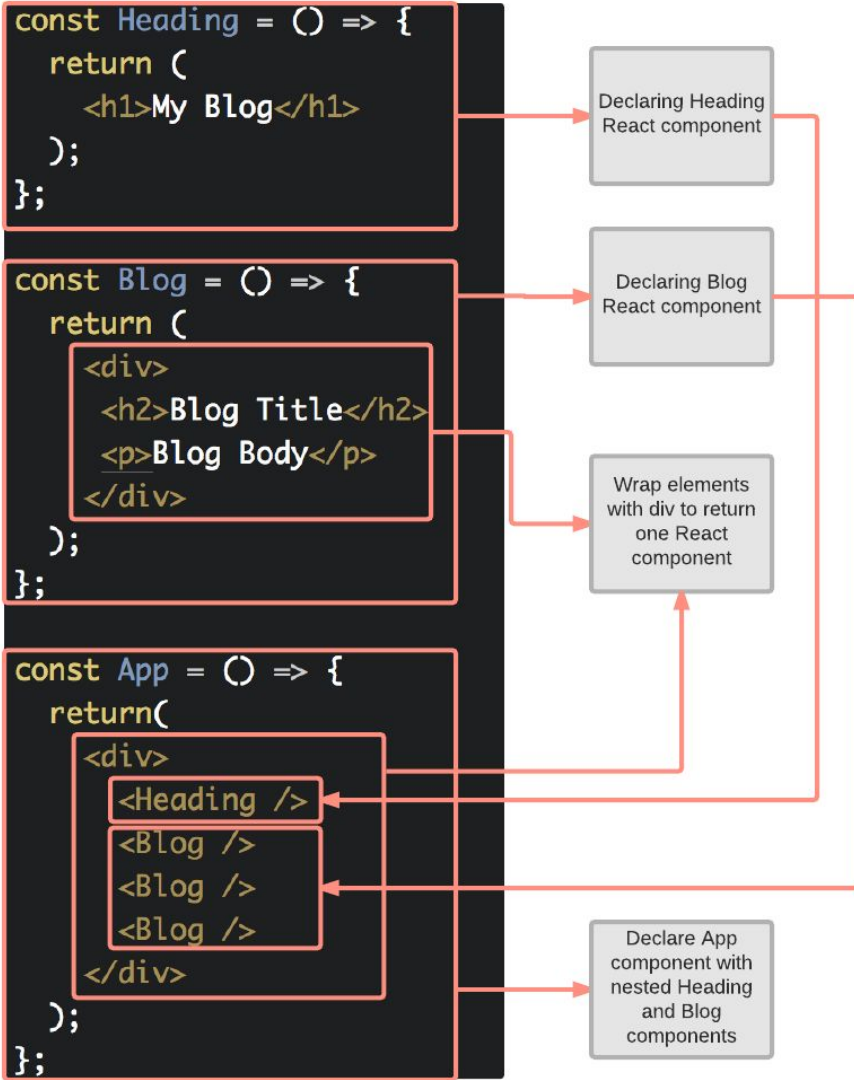 const Heading = () => {
return (
<h1>My Blog</h1>
);
};
Declaring Heading
React component
const Blog = () => {
return (
<div>
<h2>Blog Title</h2>
<p>Blog Body</p>
</div>
);
};
Declaring Blog
React component
Wrap elements
with div to return
one React
component
const App = () => {
return(
<div>
<Heading />
<Blog />
<Blog />
<Blog />
</div>
);
};
Declare App
component with
nested Heading
and Blog
components